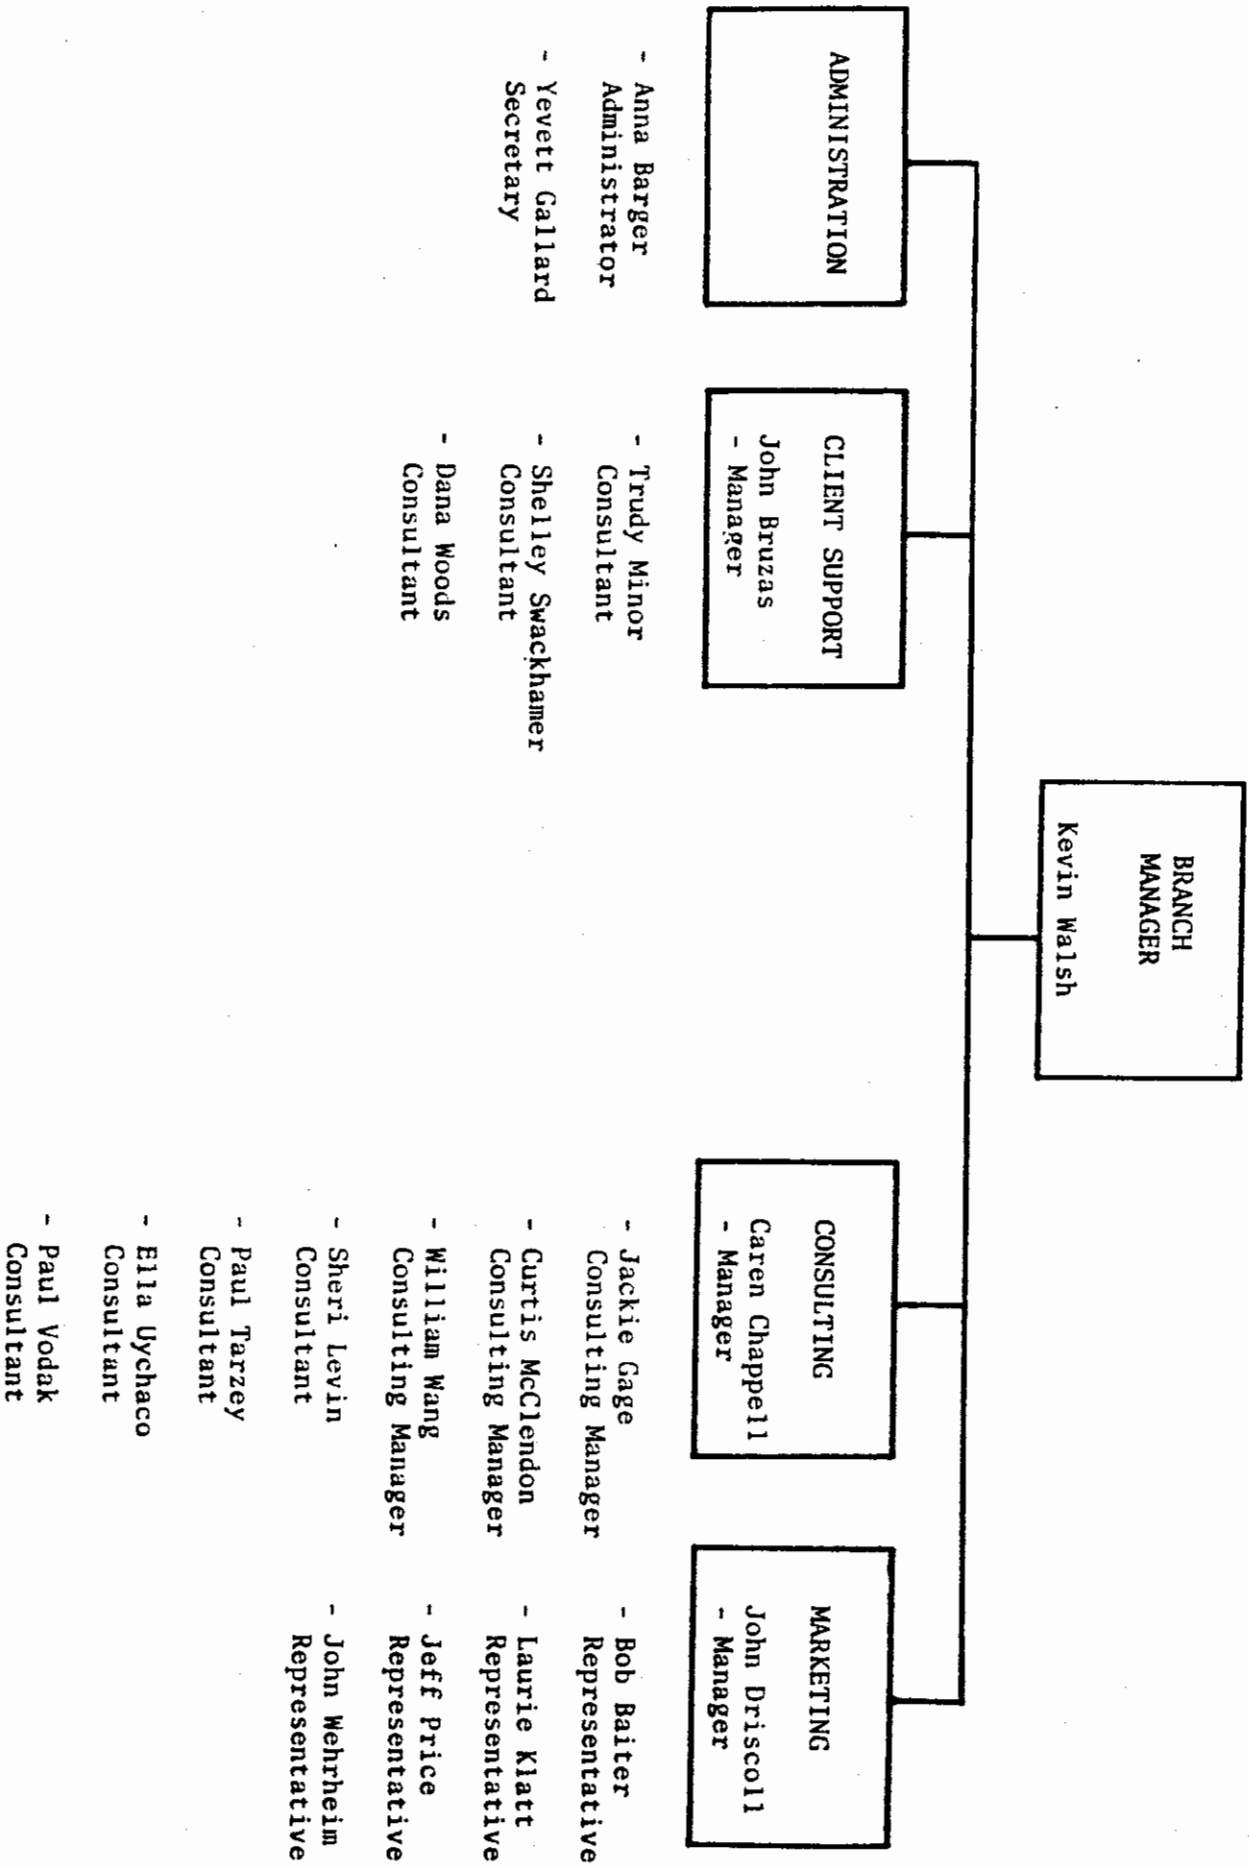 BRANCH
MANAGER
Kevin Walsh
ADMINISTRATION
- Anna Barger
Administrator
- Yevett Gallard
Secretary
CLIENT SUPPORT
John Bruzas
- Manager
- Trudy Minor
Consultant
- Shelley Swackhamer
Consultant
- Dana Woods
Consultant
CONSULTING
Caren Chappell
- Manager
- Jackie Gage
Consulting Manager
- Curtis McClendon
Consulting Manager
- William Wang
Consulting Manager
- Sheri Levin
Consultant
- Paul Tarzey
Consultant
- Ella Uychaco
Consultant
- Paul Vodak
Consultant
MARKETING
John Driscoll
- Manager
- Bob Baiter
Representative
- Laurie Klatt
Representative
- Jeff Price
Representative
- John Wehrheim
Representative